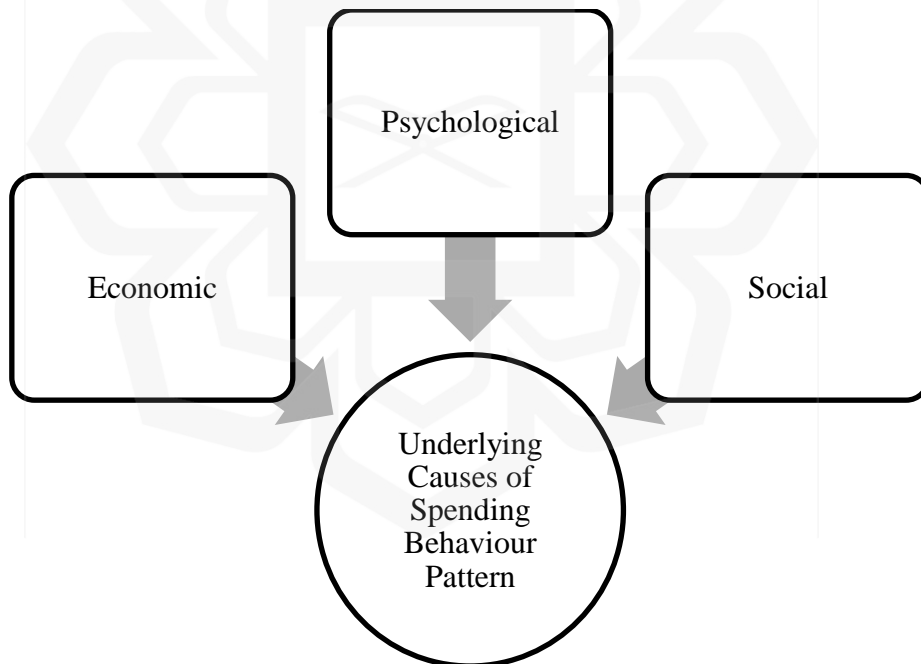 Psychological
Economic
Social
Underlying
Causes of
Spending
Behaviour
Pattern